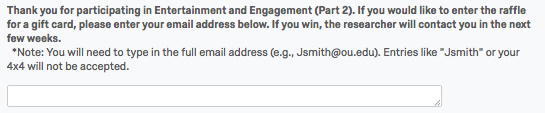 Thank you for participating in Entertainment and Engagement (Part 2). If you would like to enter the raffle
for a gift card, please enter your email address below. If you win, the researcher will contact you in the next
few weeks.
*Note: You will need to type in the full email address (e.g., Jsmith@ou.edu). Entries like "Jsmith" or your
4x4 will not be accepted.